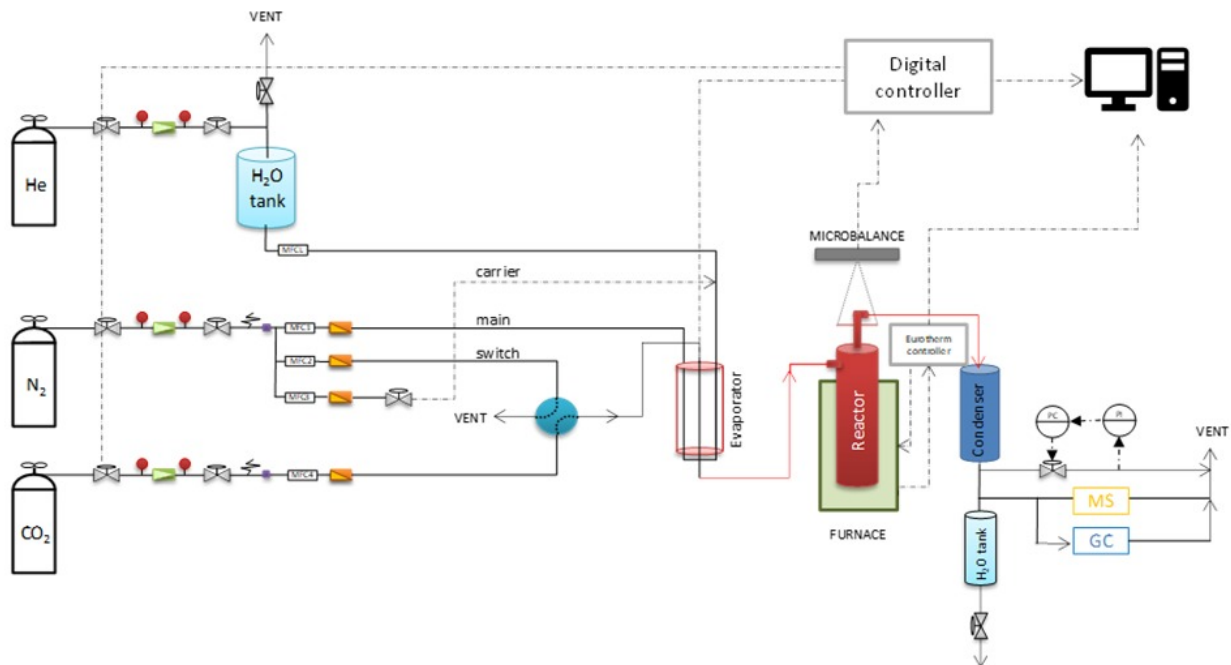 VENT
Digital
controller
He
H₂O
tank
MFCL
MICROBALANCE
carrier
N₂
MFC1
main
MFC2
switch
MFC3
Eurotherm
controller
VENT
Evaporator
Reactor
Condenser
PC
PI
VENT
CO₂
MFC4
MS
FURNACE
GC
H₂O tank